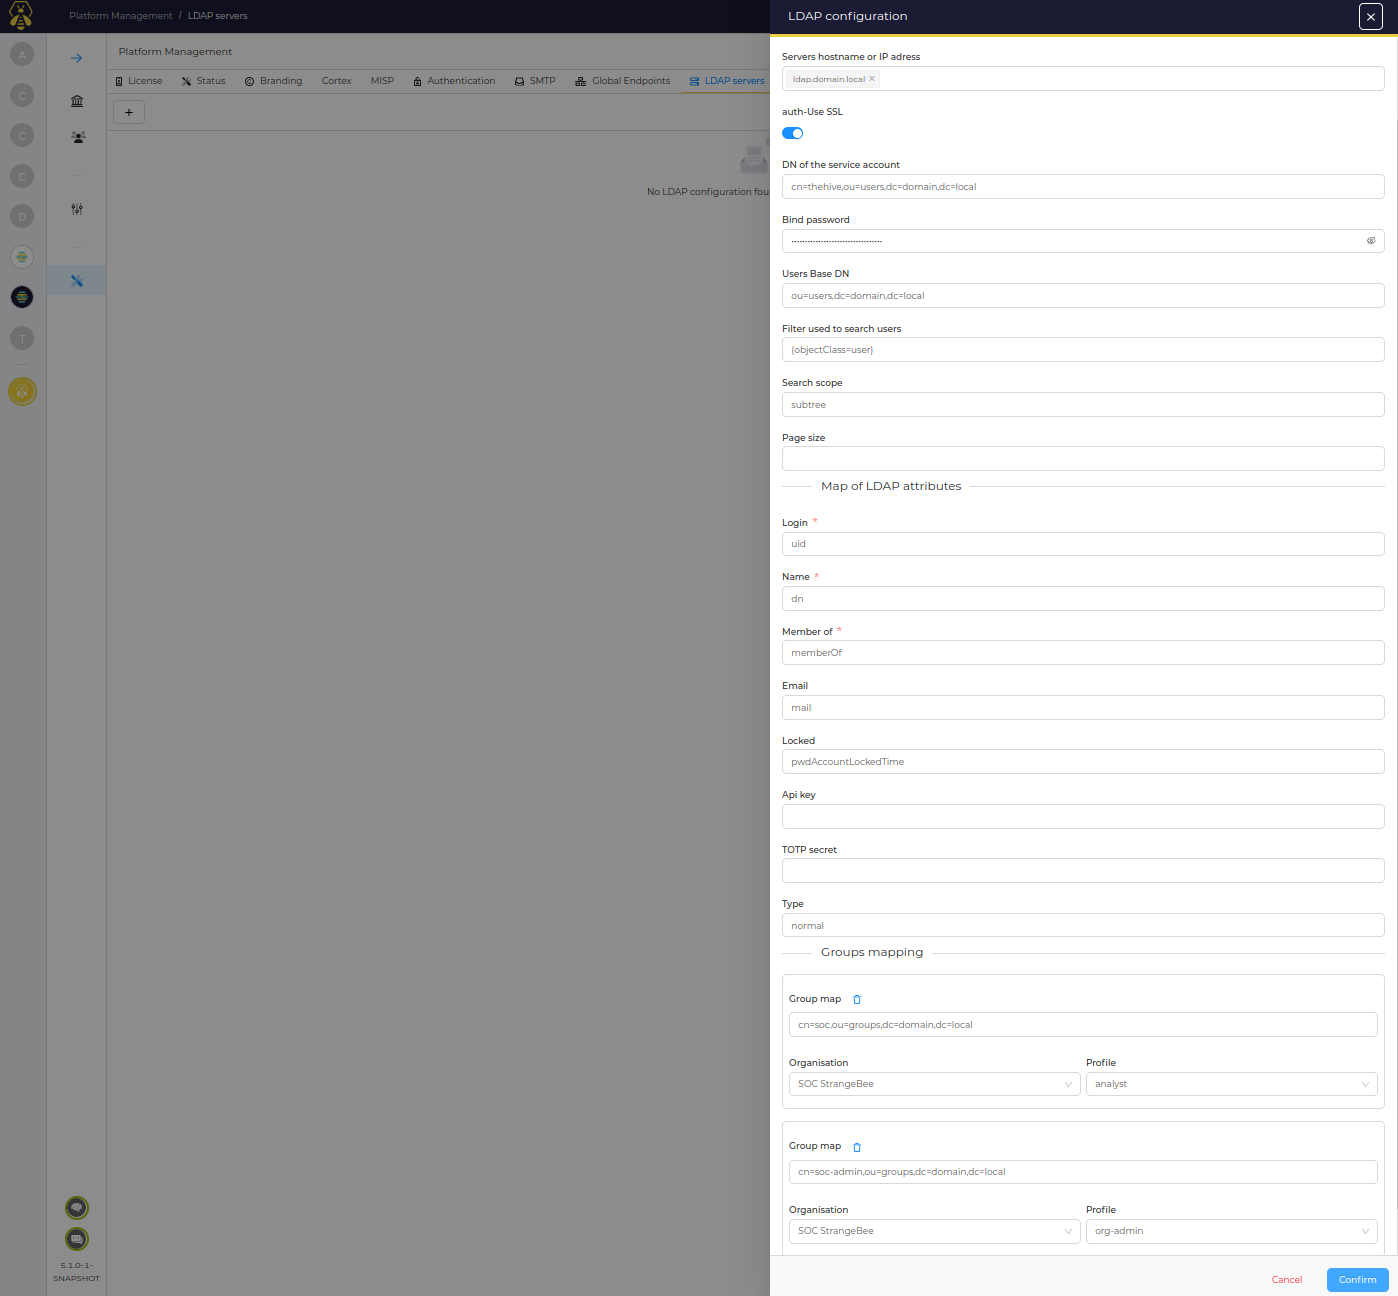 Platform Management / LDAP servers
LDAP configuration
A
C
C
C
D
T
Platform Management
License
Status
Branding
Cortex
MISP
Authentication
SMTP
Global Endpoints
LDAP servers
+
No LDAP configuration fou
5.1.0-1-
SNAPSHOT
Servers hostname or IP adress
ldap.domain.local
auth-Use SSL
DN of the service account
cn=thehive,ou=users,dc=domain,dc=local
Bind password
Users Base DN
ou=users,dc=domain,dc=local
Filter used to search users
(objectClass=user)
Search scope
subtree
Page size
Map of LDAP attributes
Login *
uid
Name *
dn
Member of *
memberOf
Email
mail
Locked
pwdAccountLockedTime
Api key
TOTP secret
Type
normal
Groups mapping
Group map
cn=soc,ou=groups,dc=domain,dc=local
Organisation Profile
SOC StrangeBee analyst
Group map
cn=soc-admin,ou=groups,dc=domain,dc=local
Organisation Profile
SOC StrangeBee org-admin
Cancel Confirm